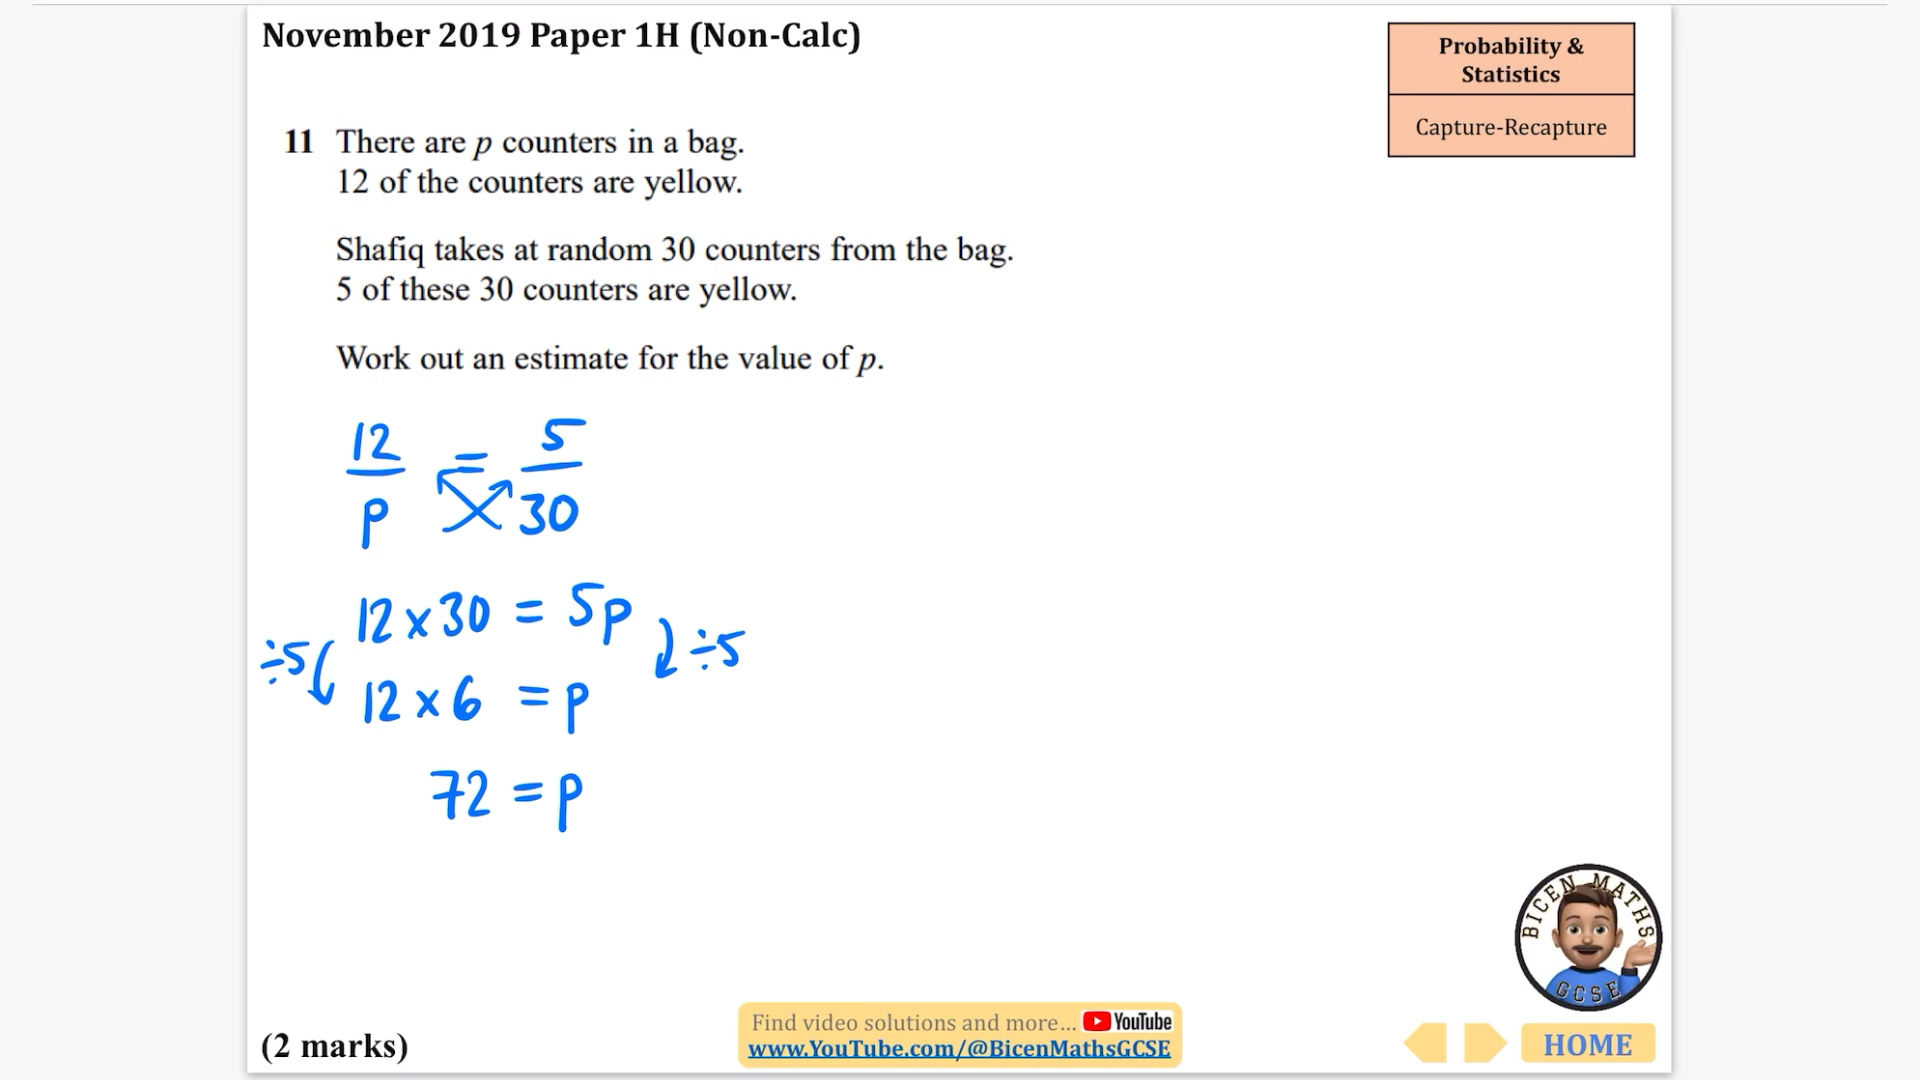 November 2019 Paper 1H (Non-Calc)
Probability &
Statistics
Capture-Recapture
11 There are p counters in a bag.
12 of the counters are yellow.
Shafiq takes at random 30 counters from the bag.
5 of these 30 counters are yellow.
Work out an estimate for the value of p.
12/p = 5/30
12 x 30 = 5p
÷5 ÷5
12 x 6 = p
72 = p
BICEN MATHS
GCSE
(2 marks)
Find video solutions and more... YouTube
www.YouTube.com/@BicenMathsGCSE
HOME